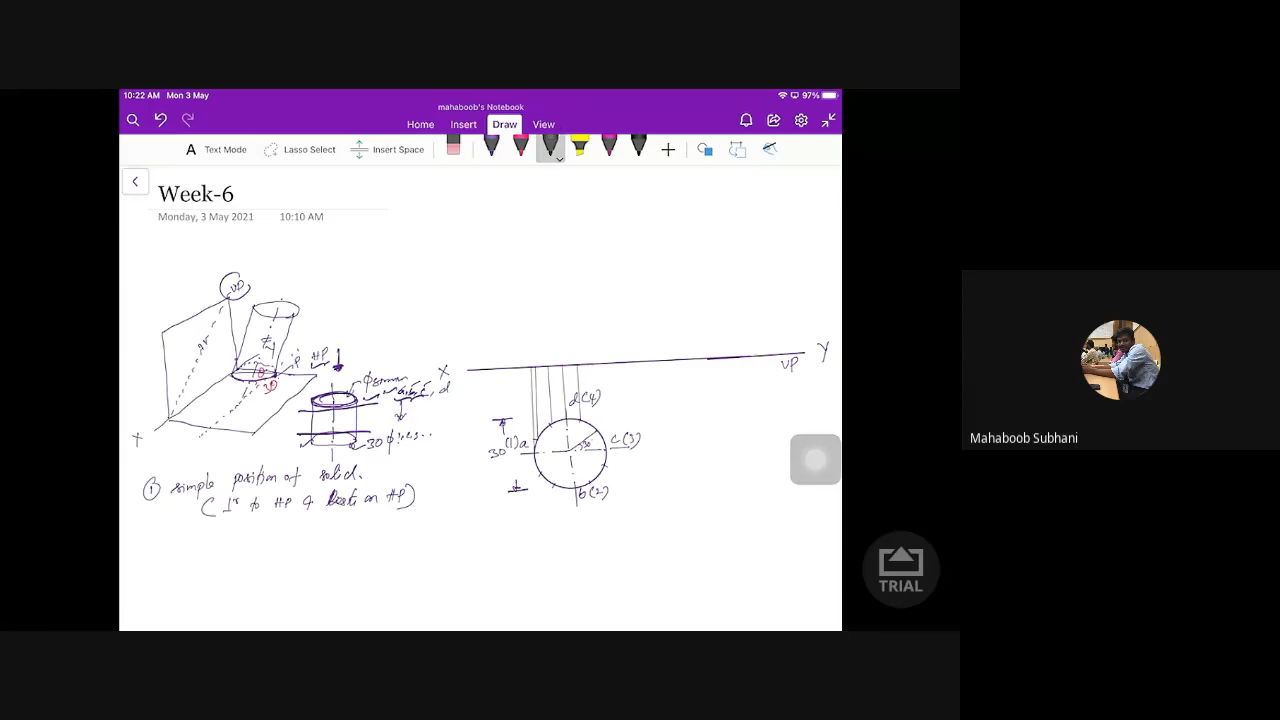 10:22 AM Mon 3 May
97%
mahaboob's Notebook
Home Insert Draw View
A Text Mode Lasso Select Insert Space
Week-6
Monday, 3 May 2021 10:10 AM
VP
HP
X
X Y
VP
d(4)
30 (1)a c(3)
30
b(2)
① simple position of solid.
to HP & on HP)
Mahaboob Subhani
TRIAL